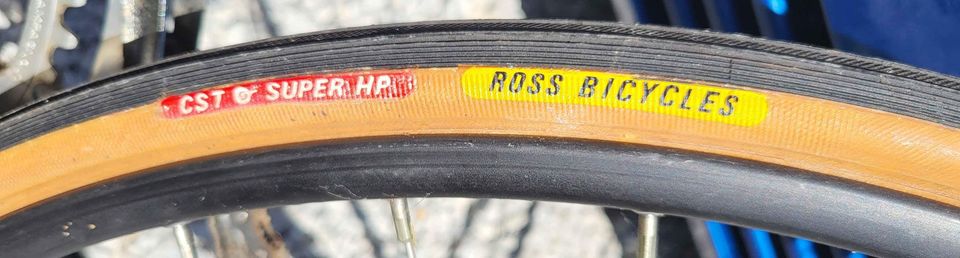 CST SUPER HP
ROSS BICYCLES